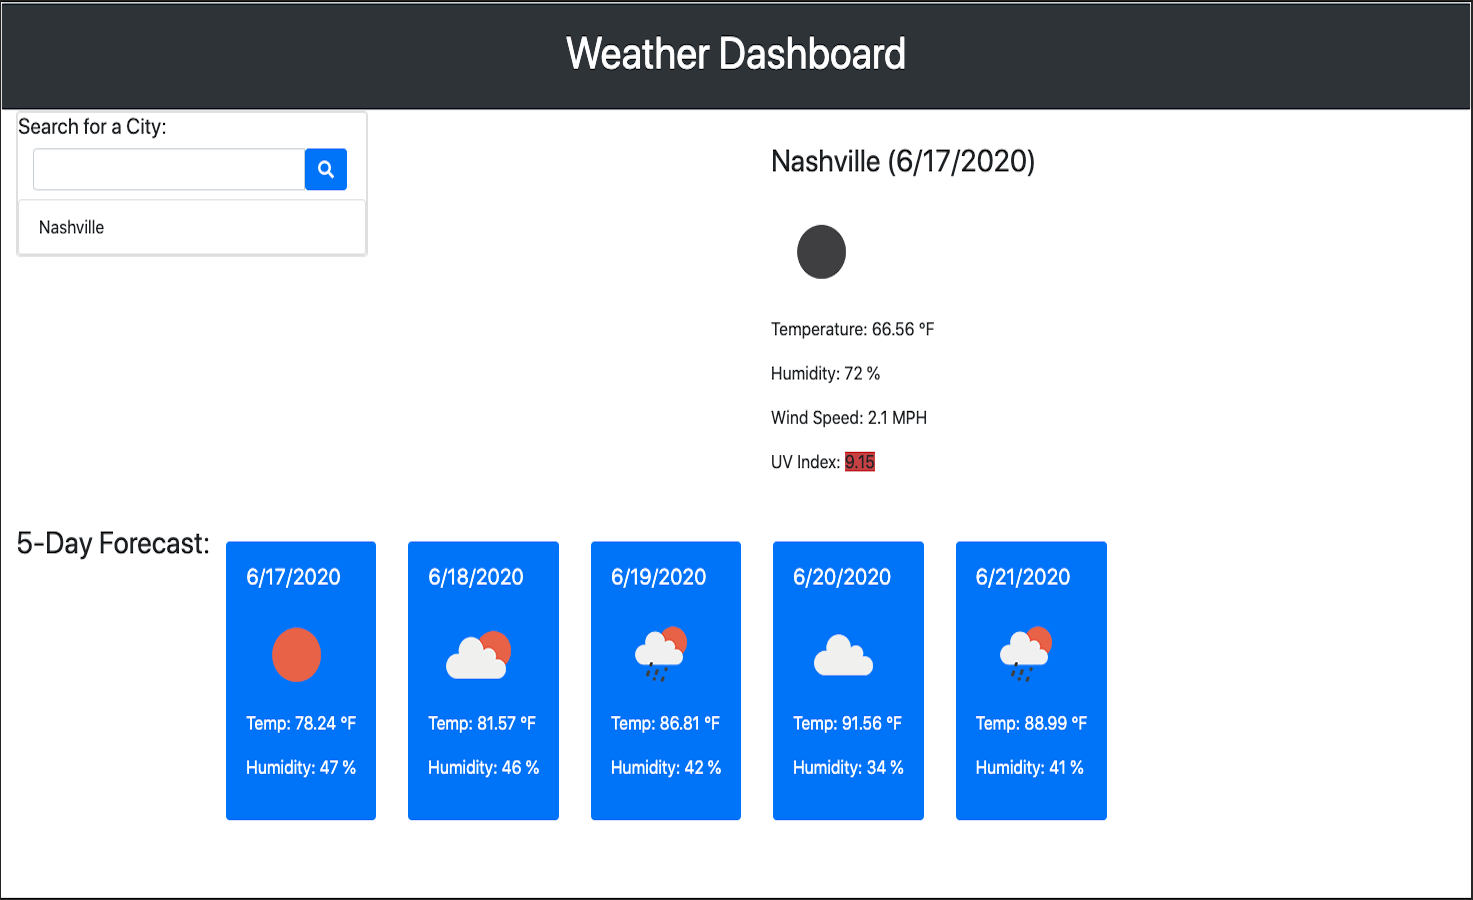 Weather Dashboard
Search for a City:
Nashville
Nashville (6/17/2020)
Temperature: 66.56 °F
Humidity: 72 %
Wind Speed: 2.1 MPH
UV Index: 9.15
5-Day Forecast:
6/17/2020
Temp: 78.24 °F
Humidity: 47 %
6/18/2020
Temp: 81.57 °F
Humidity: 46 %
6/19/2020
Temp: 86.81 °F
Humidity: 42 %
6/20/2020
Temp: 91.56 °F
Humidity: 34 %
6/21/2020
Temp: 88.99 °F
Humidity: 41 %